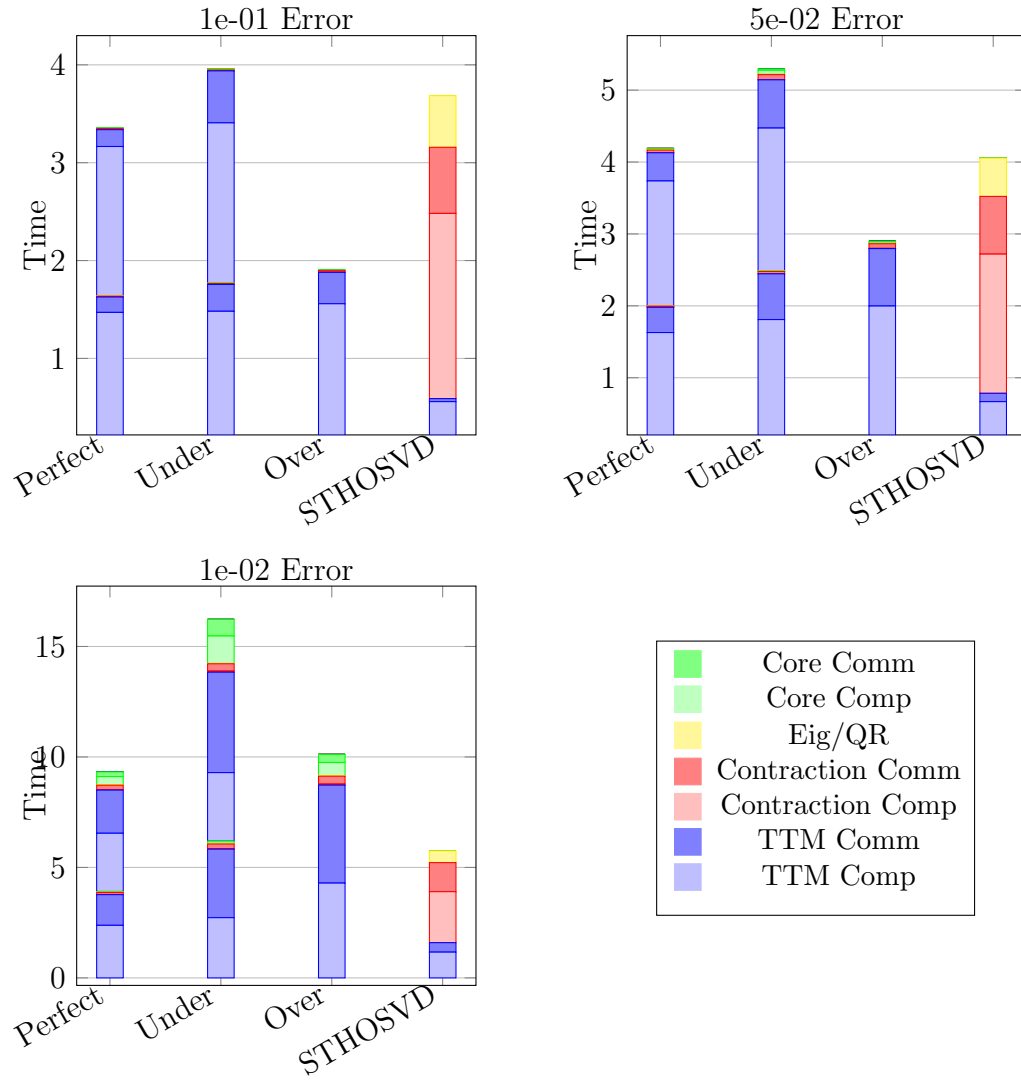 1e-01 Error
4
3
2
1
Time
Perfect
Under
Over
STHOSVD
5e-02 Error
5
4
3
2
1
Time
Perfect
Under
Over
STHOSVD
1e-02 Error
15
10
5
0
Time
Perfect
Under
Over
STHOSVD
Core Comm
Core Comp
Eig/QR
Contraction Comm
Contraction Comp
TTM Comm
TTM Comp